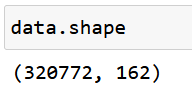 data.shape
(320772, 162)